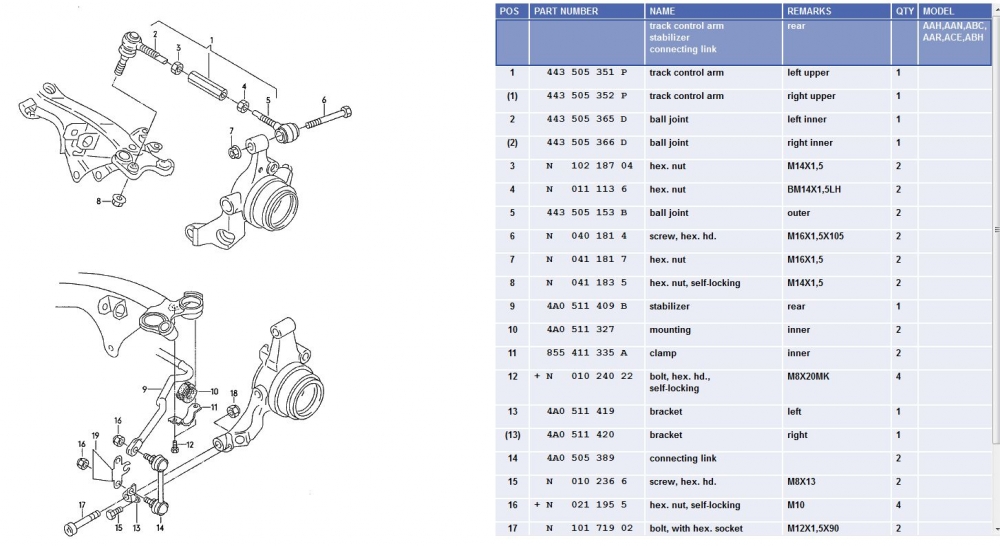 1
2
3
4
5
6
7
8
9
10
11
12
18
16
19
16
17
15
13
14
POS PART NUMBER NAME REMARKS QTY MODEL
track control arm rear AAH,AAN,ABC,
stabilizer AAR,ACE,ABH
connecting link
1 443 505 351 P track control arm left upper 1
(1) 443 505 352 P track control arm right upper 1
2 443 505 365 D ball joint left inner 1
(2) 443 505 366 D ball joint right inner 1
3 N 102 187 04 hex. nut M14X1,5 2
4 N 011 113 6 hex. nut BM14X1,5LH 2
5 443 505 153 B ball joint outer 2
6 N 040 181 4 screw, hex. hd. M16X1,5X105 2
7 N 041 181 7 hex. nut M16X1,5 2
8 N 041 183 5 hex. nut, self-locking M14X1,5 2
9 4A0 511 409 B stabilizer rear 1
10 4A0 511 327 mounting inner 2
11 855 411 335 A clamp inner 2
12 + N 010 240 22 bolt, hex. hd., M8X20MK 4
self-locking
13 4A0 511 419 bracket left 1
(13) 4A0 511 420 bracket right 1
14 4A0 505 389 connecting link 2
15 N 010 236 6 screw, hex. hd. M8X13 2
16 + N 021 195 5 hex. nut, self-locking M10 4
17 N 101 719 02 bolt, with hex. socket M12X1,5X90 2